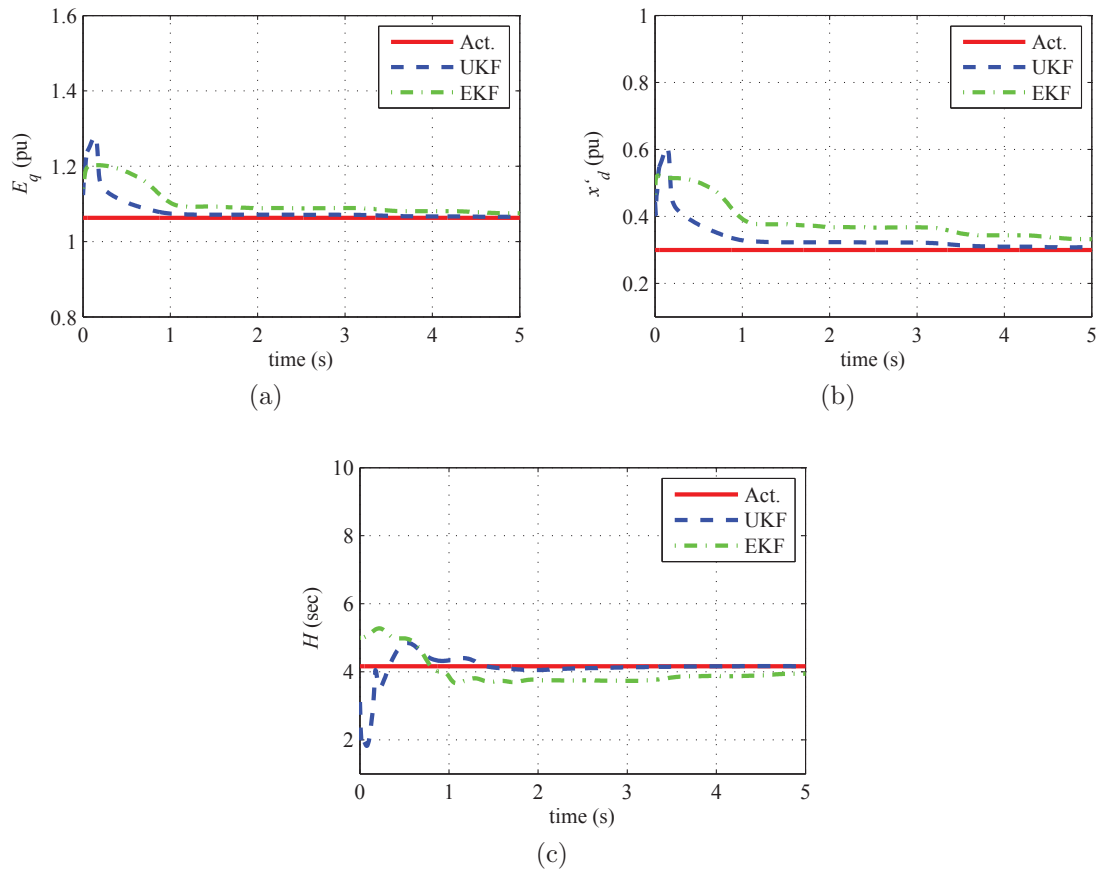 1.6
1.4
1.2
1
0.8
E_q (pu)
0
1
2
3
4
5
time (s)
Act.
UKF
EKF
(a)
1
0.8
0.6
0.4
0.2
x‘_d (pu)
0
1
2
3
4
5
time (s)
Act.
UKF
EKF
(b)
10
8
6
4
2
H (sec)
0
1
2
3
4
5
time (s)
Act.
UKF
EKF
(c)